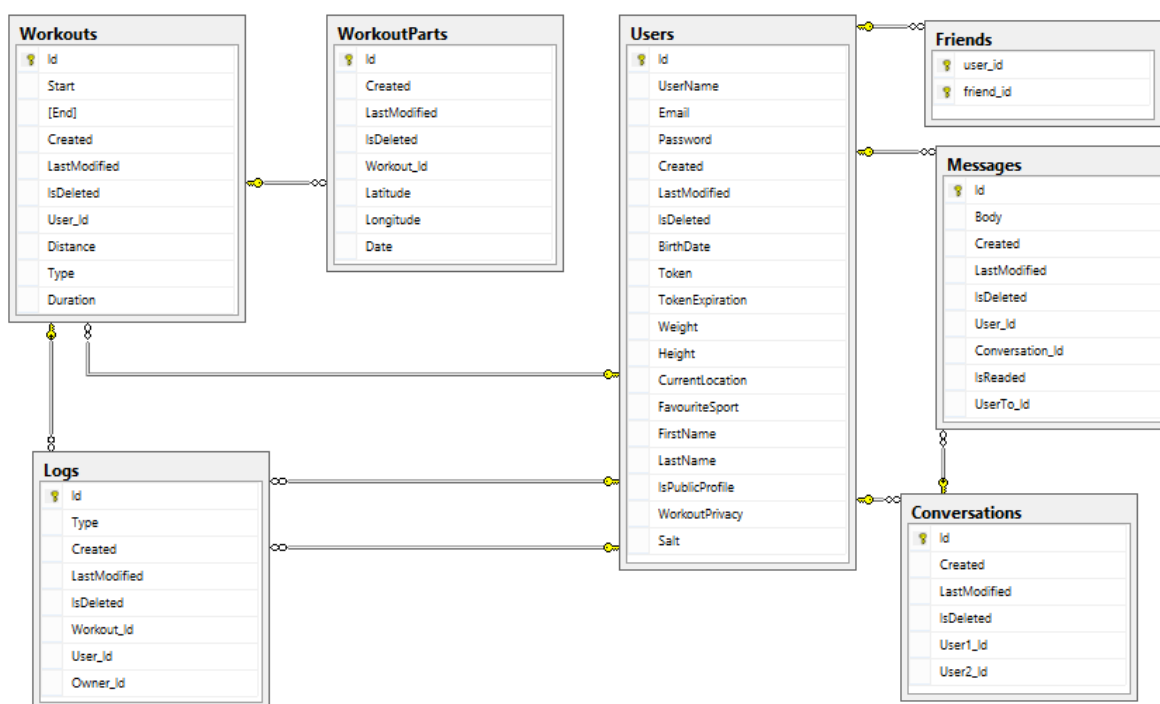 Workouts
Id
Start
[End]
Created
LastModified
IsDeleted
User_Id
Distance
Type
Duration
WorkoutParts
Id
Created
LastModified
IsDeleted
Workout_Id
Latitude
Longitude
Date
Users
Id
UserName
Email
Password
Created
LastModified
IsDeleted
BirthDate
Token
TokenExpiration
Weight
Height
CurrentLocation
FavouriteSport
FirstName
LastName
IsPublicProfile
WorkoutPrivacy
Salt
Friends
user_id
friend_id
Messages
Id
Body
Created
LastModified
IsDeleted
User_Id
Conversation_Id
IsReaded
UserTo_Id
Logs
Id
Type
Created
LastModified
IsDeleted
Workout_Id
User_Id
Owner_Id
Conversations
Id
Created
LastModified
IsDeleted
User1_Id
User2_Id